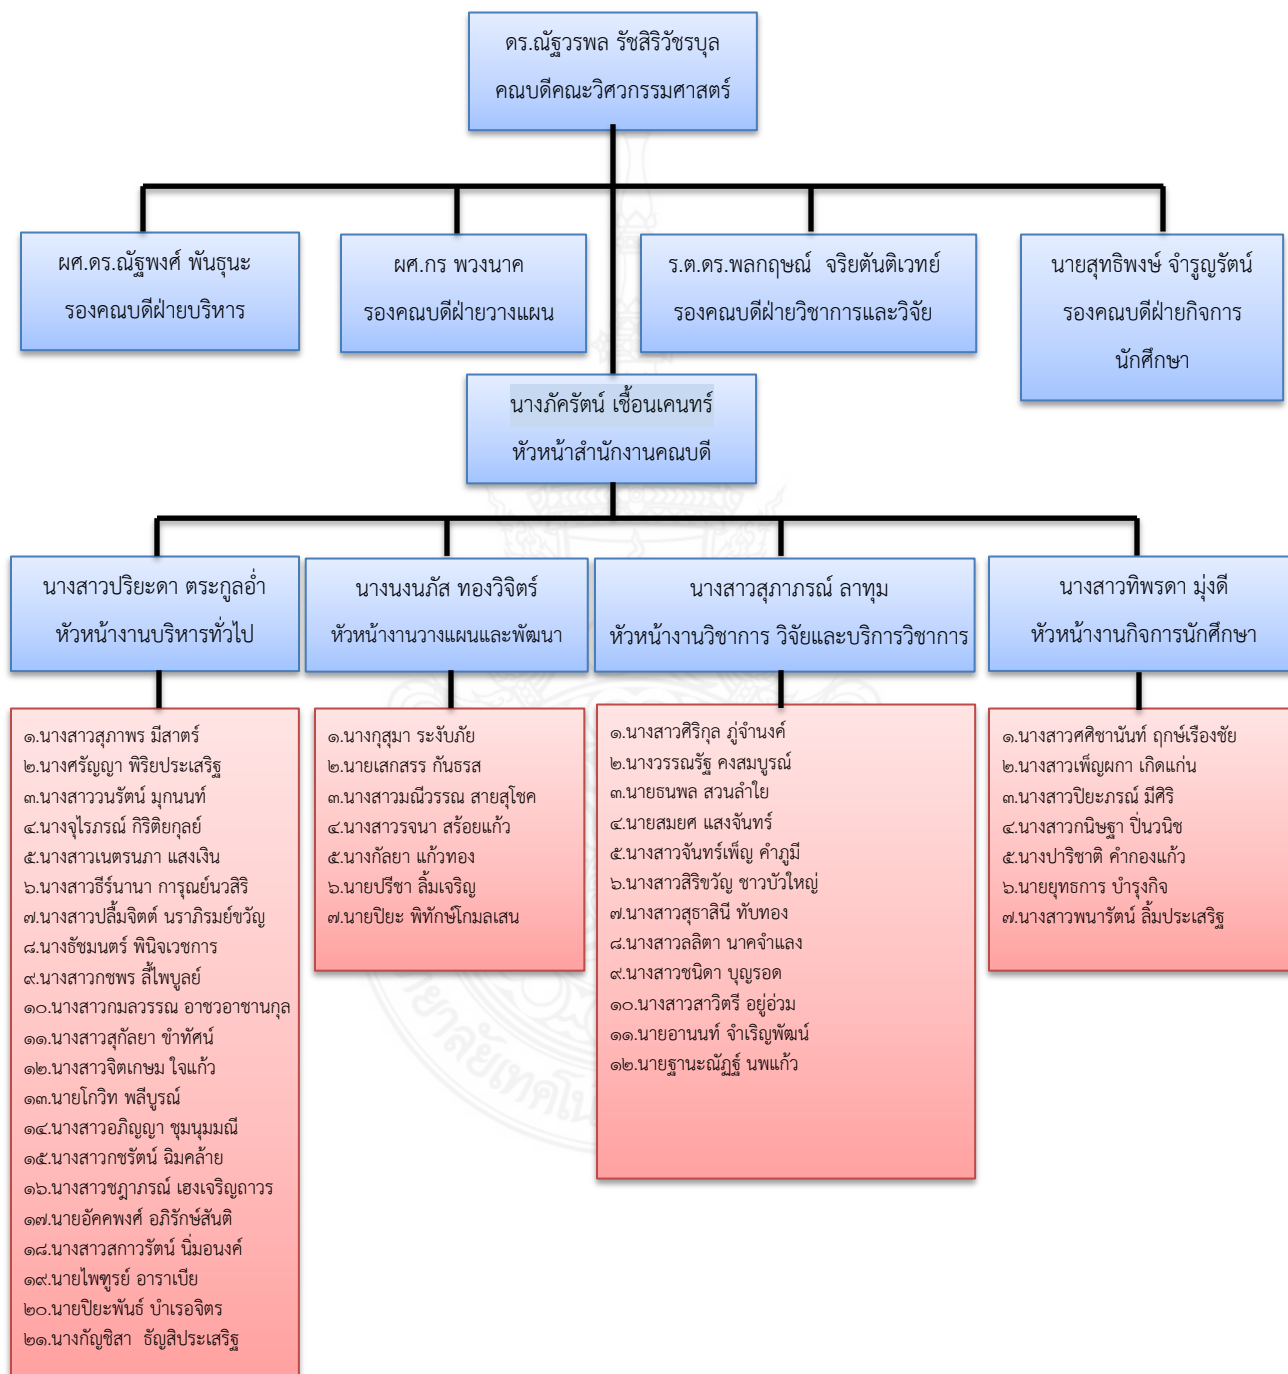 ดร.ณัฐวรพล รัชสิริวัชรบุล
คณบดีคณะวิศวกรรมศาสตร์
ผศ.ดร.ณัฐพงศ์ พันธุนะ
รองคณบดีฝ่ายบริหาร
ผศ.กร พวงนาค
รองคณบดีฝ่ายวางแผน
ร.ต.ดร.พลกฤษณ์ จริยตันติเวทย์
รองคณบดีฝ่ายวิชาการและวิจัย
นายสุทธิพงษ์ จำรูญรัตน์
รองคณบดีฝ่ายกิจการ
นักศึกษา
นางภัครัตน์ เชื้อนเคนทร์
หัวหน้าสำนักงานคณบดี
นางสาวปริยะดา ตระกูลอ่ำ
หัวหน้างานบริหารทั่วไป
นางนงนภัส ทองวิจิตร์
หัวหน้างานวางแผนและพัฒนา
นางสาวสุภาภรณ์ ลาทุม
หัวหน้างานวิชาการ วิจัยและบริการวิชาการ
นางสาวทิพรดา มุ่งดี
หัวหน้างานกิจการนักศึกษา
๑.นางสาวสุภาพร มีสาตร์
๒.นางศรัญญา พิริยประเสริฐ
๓.นางสาววนรัตน์ มุกนนท์
๔.นางจุไรภรณ์ กิริติยกุลย์
๕.นางสาวเนตรนภา แสงเงิน
๖.นางสาวธีร์นานา การุณย์นวสิริ
๗.นางสาวปลื้มจิตต์ นราภิรมย์ขวัญ
๘.นางธัชมนตร์ พินิจเวชการ
๙.นางสาวกชพร ลี้ไพบูลย์
๑๐.นางสาวกมลวรรณ อาชวอาชานกุล
๑๑.นางสาวสุกัลยา ขำทัศน์
๑๒.นางสาวจิตเกษม ใจแก้ว
๑๓.นายโกวิท พลีบูรณ์
๑๔.นางสาวอภิญญา ชุมนุมมณี
๑๕.นางสาวกชรัตน์ ฉิมคล้าย
๑๖.นางสาวชฎาภรณ์ เฮงเจริญถาวร
๑๗.นายอัคคพงศ์ อภิรักษ์สันติ
๑๘.นางสาวสกาวรัตน์ นิ่มอนงค์
๑๙.นายไพฑูรย์ อาราเบีย
๒๐.นายปิยะพันธ์ บำเรอจิตร
๒๑.นางกัญชิสา ธัญสิประเสริฐ
๑.นางกุสุมา ระงับภัย
๒.นายเสกสรร กันธรส
๓.นางสาวมณีวรรณ สายสุโชค
๔.นางสาวรจนา สร้อยแก้ว
๕.นางกัลยา แก้วทอง
๖.นายปรีชา ลิ้มเจริญ
๗.นายปิยะ พิทักษ์โกมลเสน
๑.นางสาวศิริกุล ภู่จำนงค์
๒.นางวรรณรัฐ คงสมบูรณ์
๓.นายธนพล สวนลำใย
๔.นายสมยศ แสงจันทร์
๕.นางสาวจันทร์เพ็ญ คำภูมี
๖.นางสาวสิริขวัญ ชาวบัวใหญ่
๗.นางสาวสุธาสินี ทับทอง
๘.นางสาวลลิตา นาคจำแลง
๙.นางสาวชนิดา บุญรอด
๑๐.นางสาวสาวิตรี อยู่อ่วม
๑๑.นายอานนท์ จำเริญพัฒน์
๑๒.นายฐานะณัฏฐ์ นพแก้ว
๑.นางสาวศศิชานันท์ ฤกษ์เรืองชัย
๒.นางสาวเพ็ญผกา เกิดแก่น
๓.นางสาวปิยะภรณ์ มีศิริ
๔.นางสาวกนิษฐา ปิ่นวนิช
๕.นางปาริชาติ คำกองแก้ว
๖.นายยุทธการ บำรุงกิจ
๗.นางสาวพนารัตน์ ลิ้มประเสริฐ